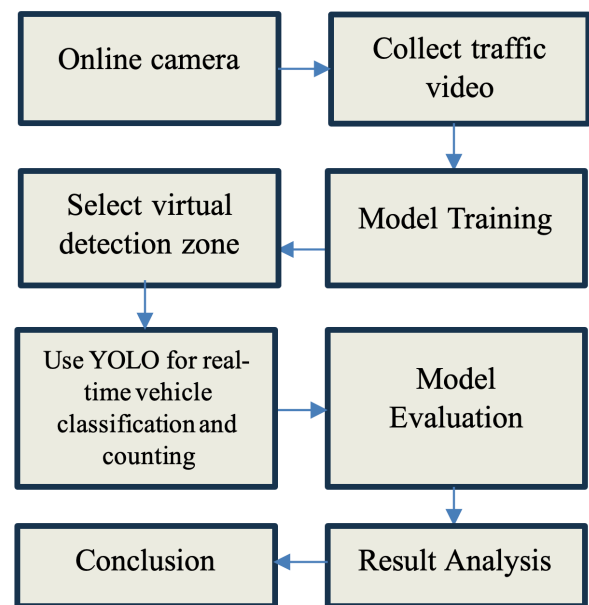 Online camera
Collect traffic
video
Model Training
Select virtual
detection zone
Use YOLO for real-
time vehicle
classification and
counting
Model
Evaluation
Result Analysis
Conclusion